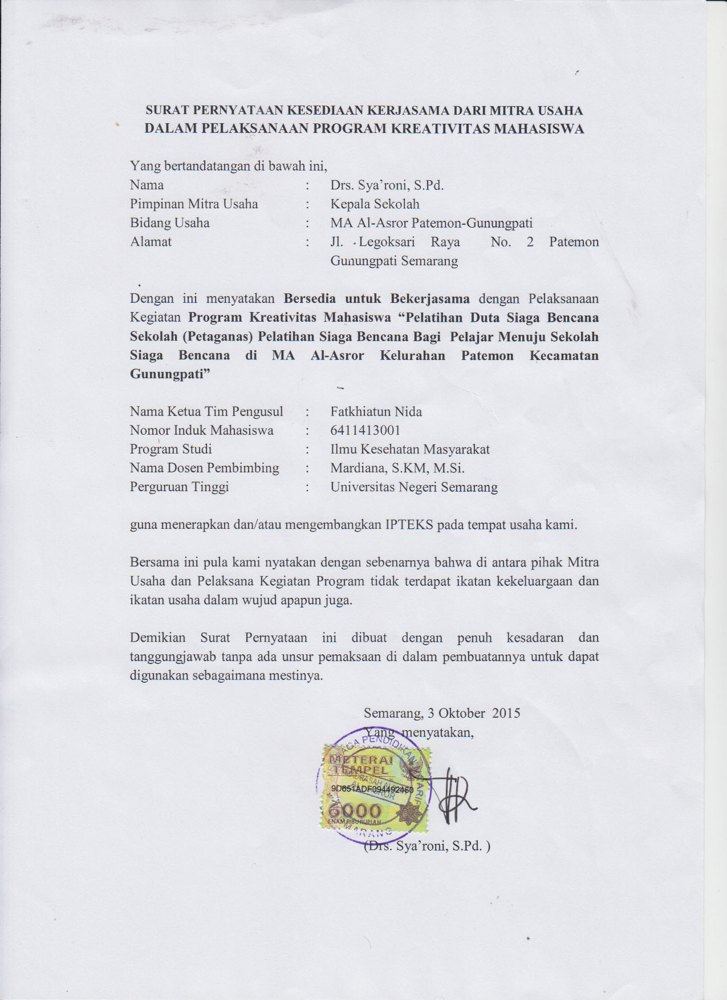 SURAT PERNYATAAN KESEDIAAN KERJASAMA DARI MITRA USAHA
DALAM PELAKSANAAN PROGRAM KREATIVITAS MAHASISWA
Yang bertandatangan di bawah ini,
Nama : Drs. Sya’roni, S.Pd.
Pimpinan Mitra Usaha : Kepala Sekolah
Bidang Usaha : MA Al-Asror Patemon-Gunungpati
Alamat : Jl. Legoksari Raya No. 2 Patemon
Gunungpati Semarang
Dengan ini menyatakan Bersedia untuk Bekerjasama dengan Pelaksanaan
Kegiatan Program Kreativitas Mahasiswa “Pelatihan Duta Siaga Bencana
Sekolah (Petaganas) Pelatihan Siaga Bencana Bagi Pelajar Menuju Sekolah
Siaga Bencana di MA Al-Asror Kelurahan Patemon Kecamatan
Gunungpati”
Nama Ketua Tim Pengusul : Fatkhiatun Nida
Nomor Induk Mahasiswa : 6411413001
Program Studi : Ilmu Kesehatan Masyarakat
Nama Dosen Pembimbing : Mardiana, S.KM, M.Si.
Perguruan Tinggi : Universitas Negeri Semarang
guna menerapkan dan/atau mengembangkan IPTEKS pada tempat usaha kami.
Bersama ini pula kami nyatakan dengan sebenarnya bahwa di antara pihak Mitra
Usaha dan Pelaksana Kegiatan Program tidak terdapat ikatan kekeluargaan dan
ikatan usaha dalam wujud apapun juga.
Demikian Surat Pernyataan ini dibuat dengan penuh kesadaran dan
tanggungjawab tanpa ada unsur pemaksaan di dalam pembuatannya untuk dapat
digunakan sebagaimana mestinya.
Semarang, 3 Oktober 2015
Yang menyatakan,
PENDIDIKAN
METERAI
TEMPEL
MADRASAH
9D651ADF094492460
6000
ENAM RIBU RUPIAH
(Drs. Sya’roni, S.Pd. )